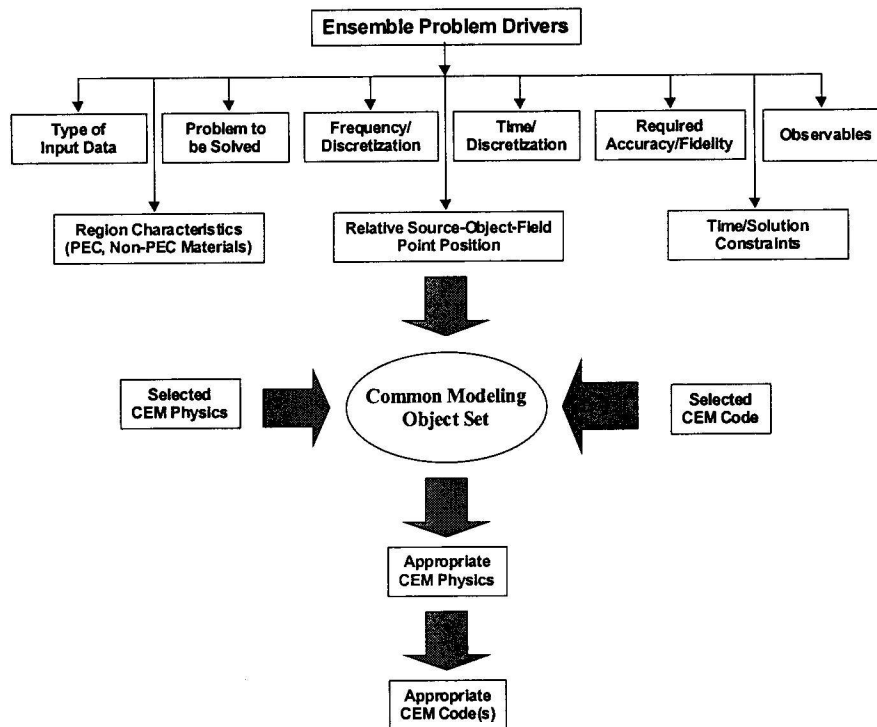 Ensemble Problem Drivers
Type of
Input Data
Problem to
be Solved
Frequency/
Discretization
Time/
Discretization
Required
Accuracy/Fidelity
Observables
Region Characteristics
(PEC, Non-PEC Materials)
Relative Source-Object-Field
Point Position
Time/Solution
Constraints
Selected
CEM Physics
Common Modeling
Object Set
Selected
CEM Code
Appropriate
CEM Physics
Appropriate
CEM Code(s)